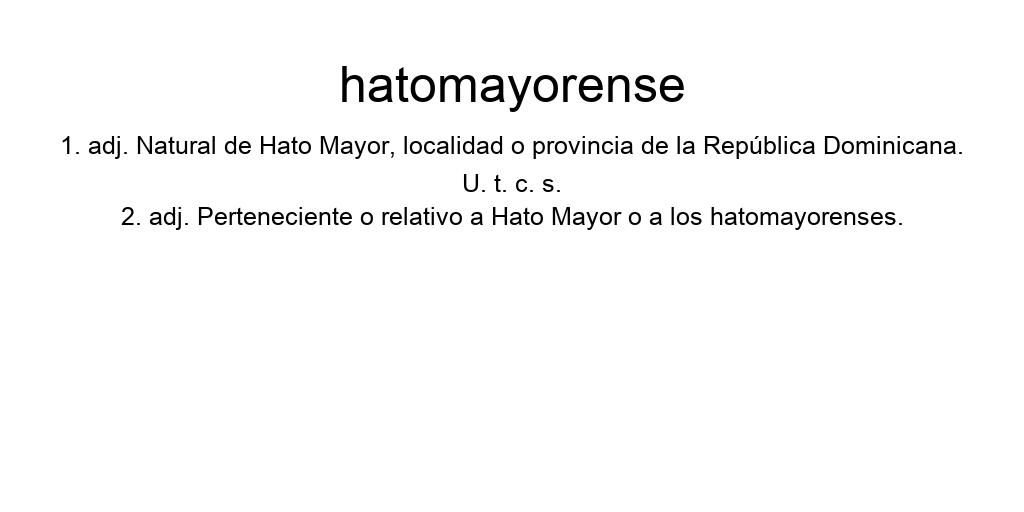 hatomayorense
1. adj. Natural de Hato Mayor, localidad o provincia de la República Dominicana.
U. t. c. s.
2. adj. Perteneciente o relativo a Hato Mayor o a los hatomayorenses.